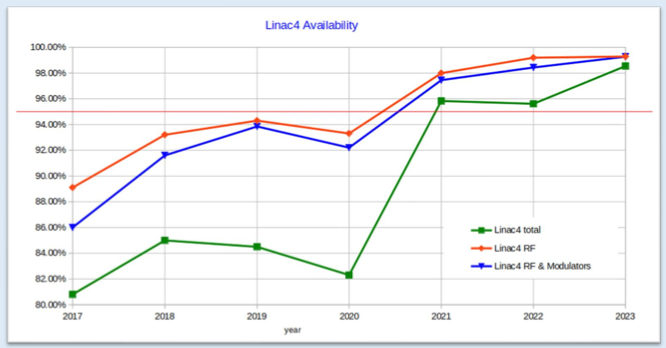 Linac4 Availability
100.00%
98.00%
96.00%
94.00%
92.00%
90.00%
88.00%
86.00%
84.00%
82.00%
80.00%
Linac4 total
Linac4 RF
Linac4 RF & Modulators
2017 2018 2019 2020 2021 2022 2023
year